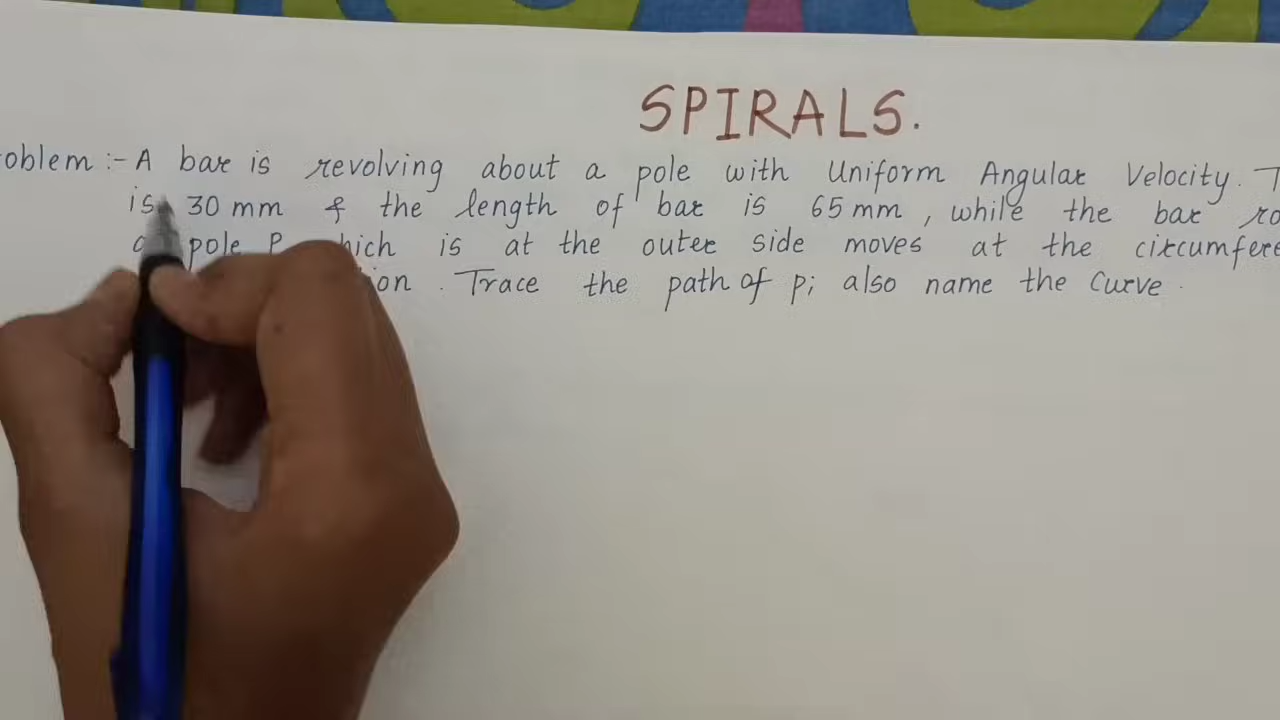 SPIRALS.
oblem :- A bar is revolving about a pole with Uniform Angular Velocity. T
is 30 mm & the length of bar is 65 mm , while the bar ro
pole P which is at the outer side moves at the circumfere
ion . Trace the path of p; also name the Curve .